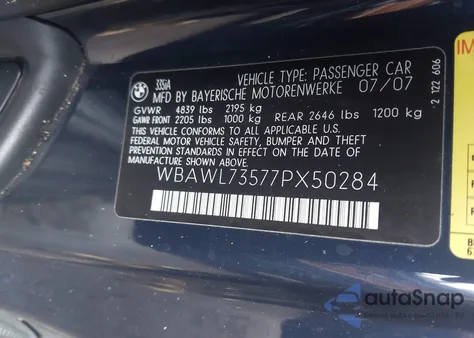 335iA
VEHICLE TYPE: PASSENGER CAR
MFD BY BAYERISCHE MOTORENWERKE 07/07
GVWR 4839 lbs 2195 kg
GAWR FRONT 2205 lbs 1000 kg REAR 2646 lbs 1200 kg
THIS VEHICLE CONFORMS TO ALL APPLICABLE U.S.
FEDERAL MOTOR VEHICLE SAFETY, BUMPER AND THEFT
PREVENTION STANDARDS IN EFFECT ON THE DATE OF
MANUFACTURE SHOWN ABOVE.
WBAWL73577PX50284
2 122 606
IM
autoSnap